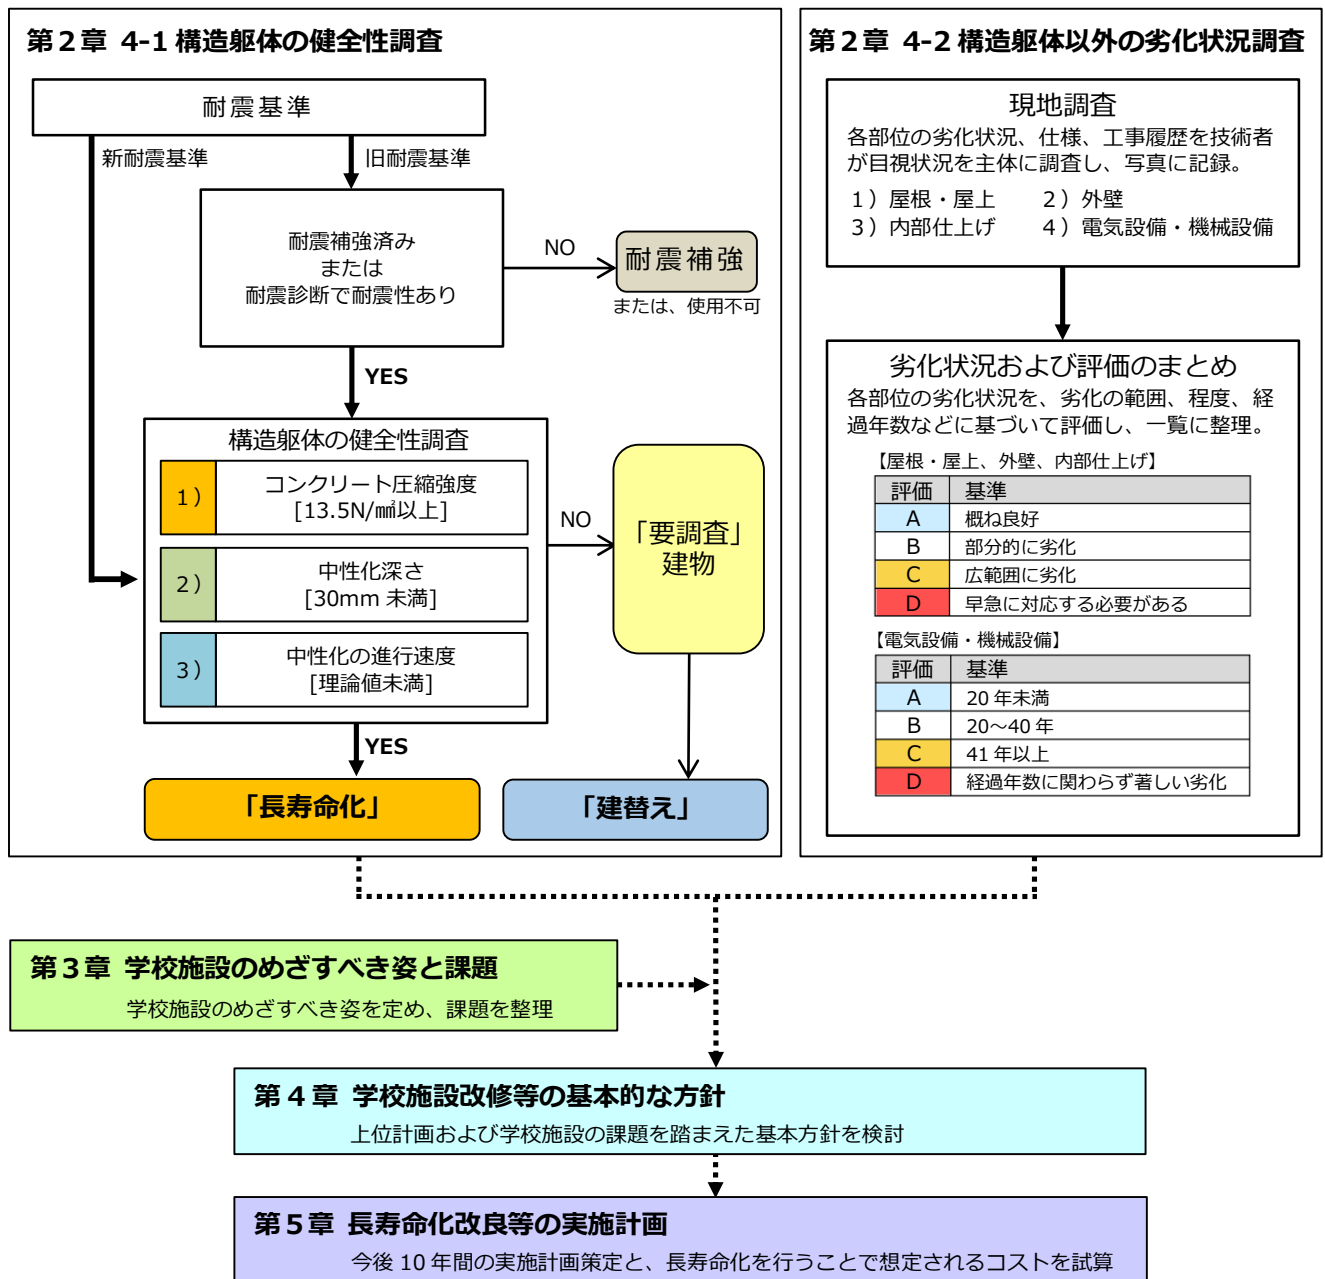 第２章 4-1 構造躯体の健全性調査
耐震基準
新耐震基準
旧耐震基準
耐震補強済み
または
耐震診断で耐震性あり
NO
耐震補強
または、使用不可
YES
構造躯体の健全性調査
1）
コンクリート圧縮強度
[13.5N/㎟以上]
2）
中性化深さ
[30mm 未満]
3）
中性化の進行速度
[理論値未満]
NO
「要調査」
建物
YES
「長寿命化」
「建替え」
第２章 4-2 構造躯体以外の劣化状況調査
現地調査
各部位の劣化状況、仕様、工事履歴を技術者
が目視状況を主体に調査し、写真に記録。
１）屋根・屋上　　２）外壁
３）内部仕上げ　　４）電気設備・機械設備
劣化状況および評価のまとめ
各部位の劣化状況を、劣化の範囲、程度、経
過年数などに基づいて評価し、一覧に整理。
【屋根・屋上、外壁、内部仕上げ】
評価 基準
A 概ね良好
B 部分的に劣化
C 広範囲に劣化
D 早急に対応する必要がある
【電気設備・機械設備】
評価 基準
A 20 年未満
B 20～40 年
C 41 年以上
D 経過年数に関わらず著しい劣化
第３章 学校施設のめざすべき姿と課題
学校施設のめざすべき姿を定め、課題を整理
第４章 学校施設改修等の基本的な方針
上位計画および学校施設の課題を踏まえた基本方針を検討
第５章 長寿命化改良等の実施計画
今後 10 年間の実施計画策定と、長寿命化を行うことで想定されるコストを試算